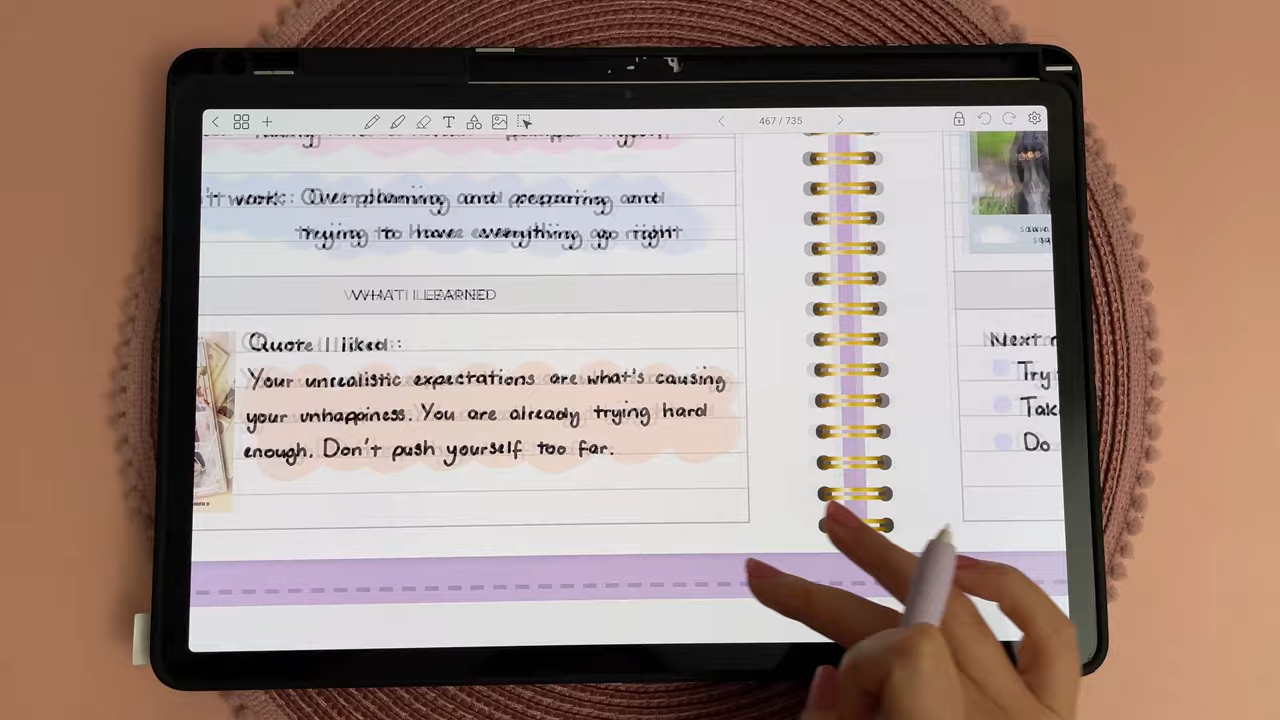 467 / 735
work: Overplanning and preparing and
trying to have everything go right
WHAT I LEARNED
Quote I liked:
Your unrealistic expectations are what's causing
your unhappiness. You are already trying hard
enough. Don't push yourself too far.
Next
Try
Take
Do